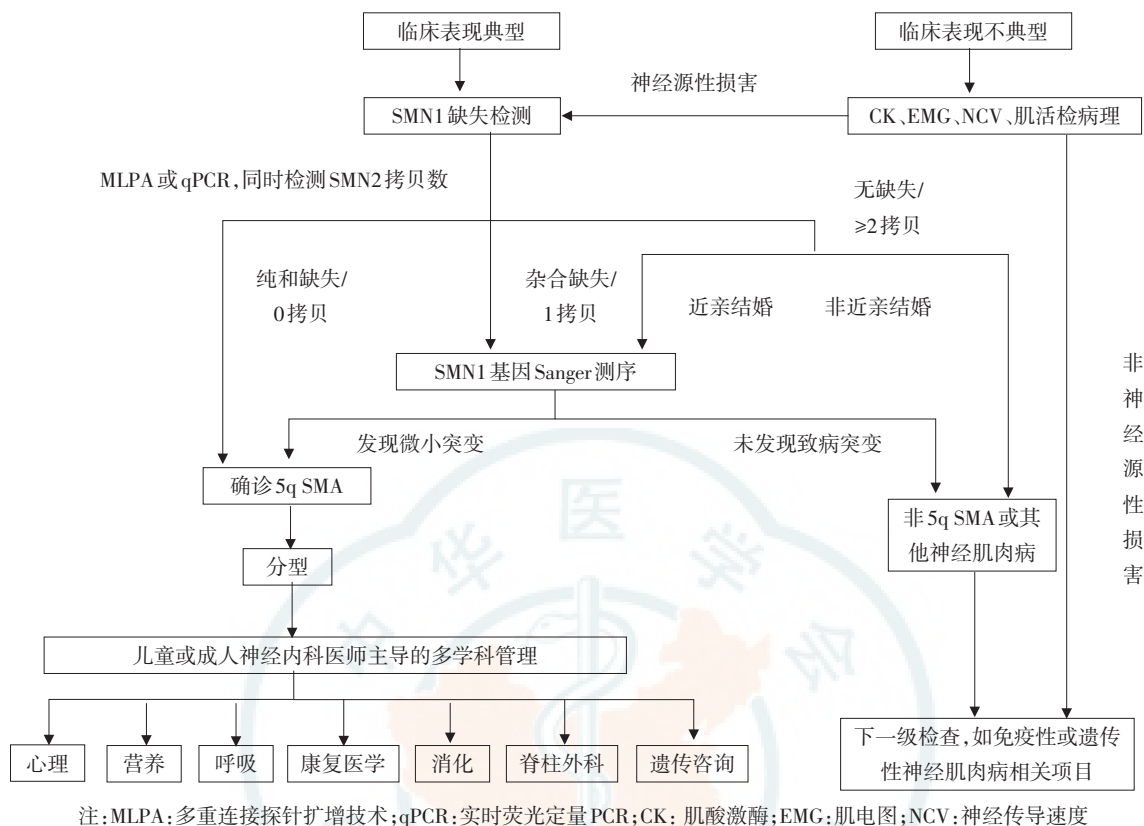 临床表现典型
临床表现不典型
神经源性损害
SMN1缺失检测
CK、EMG、NCV、肌活检病理
MLPA或qPCR,同时检测SMN2拷贝数
无缺失/
≥2拷贝
纯和缺失/
0拷贝
杂合缺失/
1拷贝
近亲结婚
非近亲结婚
SMN1基因Sanger测序
非
神
经
源
性
损
害
发现微小突变
未发现致病突变
确诊5q SMA
非5q SMA或其
他神经肌肉病
分型
儿童或成人神经内科医师主导的多学科管理
心理
营养
呼吸
康复医学
消化
脊柱外科
遗传咨询
下一级检查,如免疫性或遗传
性神经肌肉病相关项目
注:MLPA:多重连接探针扩增技术;qPCR:实时荧光定量PCR;CK: 肌酸激酶;EMG:肌电图;NCV:神经传导速度
中华医学会